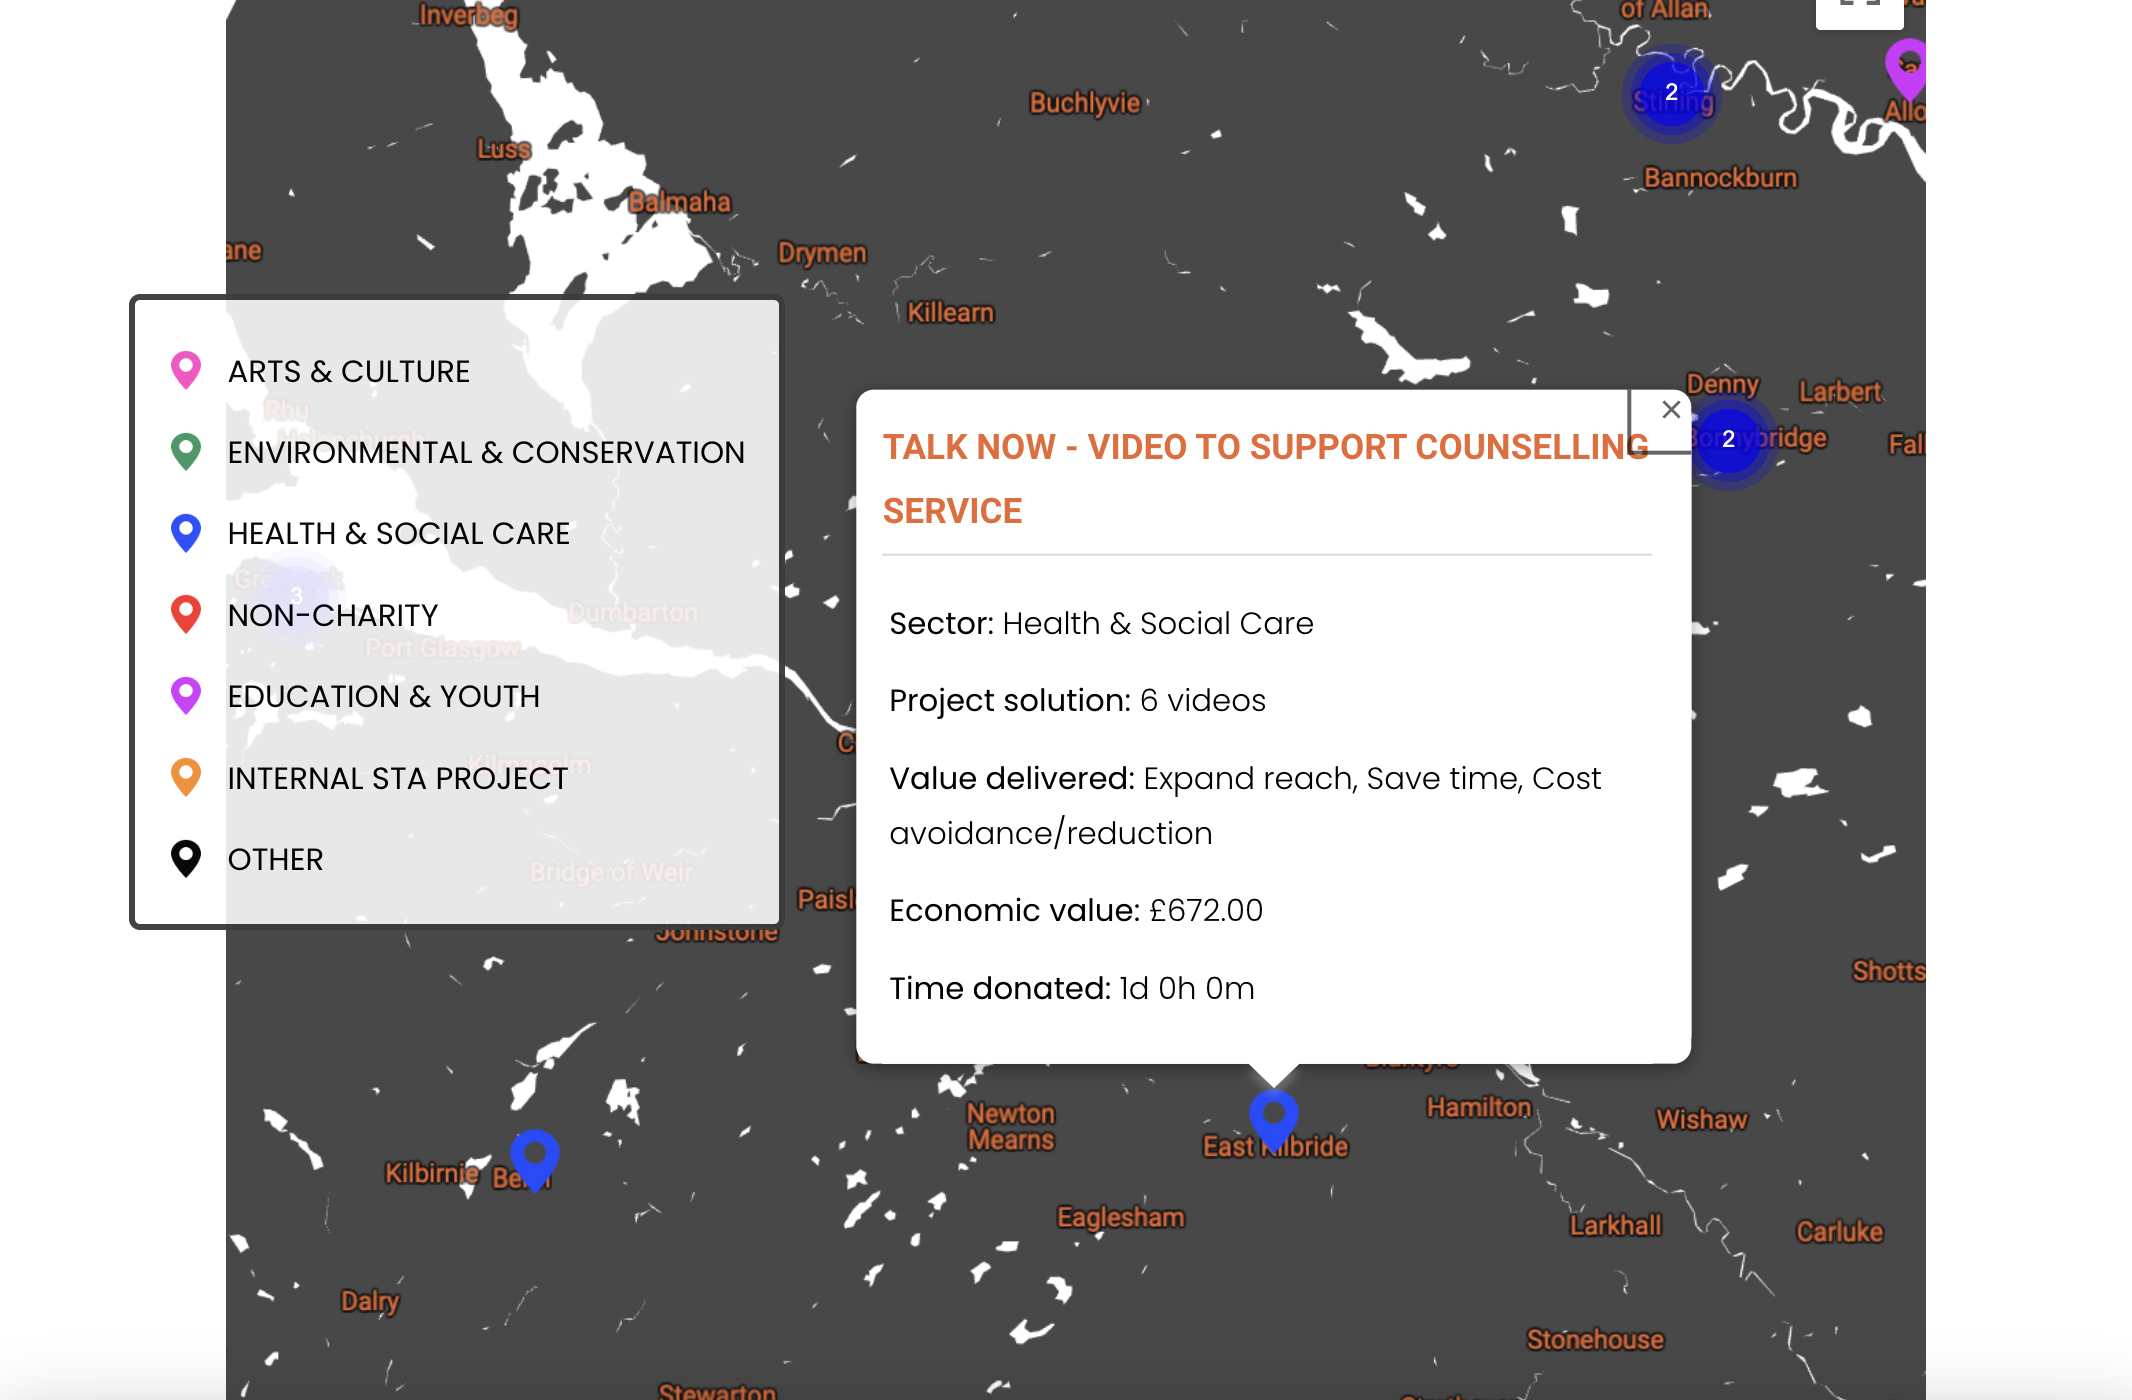 Inverbeg
of Allan
Buchlyvie
2
Stirling
Allo
Luss
Bannockburn
Balmaha
ane
Drymen
Killearn
ARTS & CULTURE
Rhu
Helensburgh
ENVIRONMENTAL & CONSERVATION
HEALTH & SOCIAL CARE
Greenock
3
NON-CHARITY
Dumbarton
Port Glasgow
EDUCATION & YOUTH
Kilmacolm
INTERNAL STA PROJECT
OTHER
Bridge of Weir
Johnstone
Paisl
C
Denny
Larbert
2
Bonnybridge
Fal
TALK NOW - VIDEO TO SUPPORT COUNSELLING
SERVICE
×
Sector: Health & Social Care
Project solution: 6 videos
Value delivered: Expand reach, Save time, Cost
avoidance/reduction
Economic value: £672.00
Time donated: 1d 0h 0m
Shotts
Blantyre
Newton
Mearns
Hamilton
Wishaw
East Kilbride
Kilbirnie
Beith
Eaglesham
Larkhall
Carluke
Dalry
Stonehouse
Stewarton